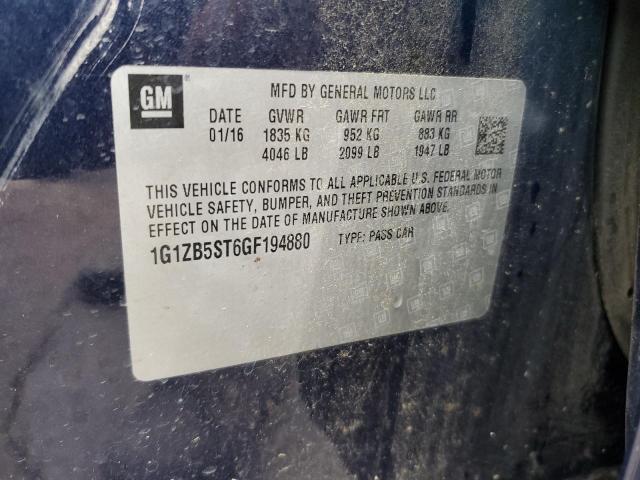 GM
MFD BY GENERAL MOTORS LLC
DATE GVWR GAWR FRT GAWR RR
01/16 1835 KG 952 KG 883 KG
4046 LB 2099 LB 1947 LB
THIS VEHICLE CONFORMS TO ALL APPLICABLE U.S. FEDERAL MOTOR
VEHICLE SAFETY, BUMPER, AND THEFT PREVENTION STANDARDS IN
EFFECT ON THE DATE OF MANUFACTURE SHOWN ABOVE.
1G1ZB5ST6GF194880 TYPE: PASS CAR